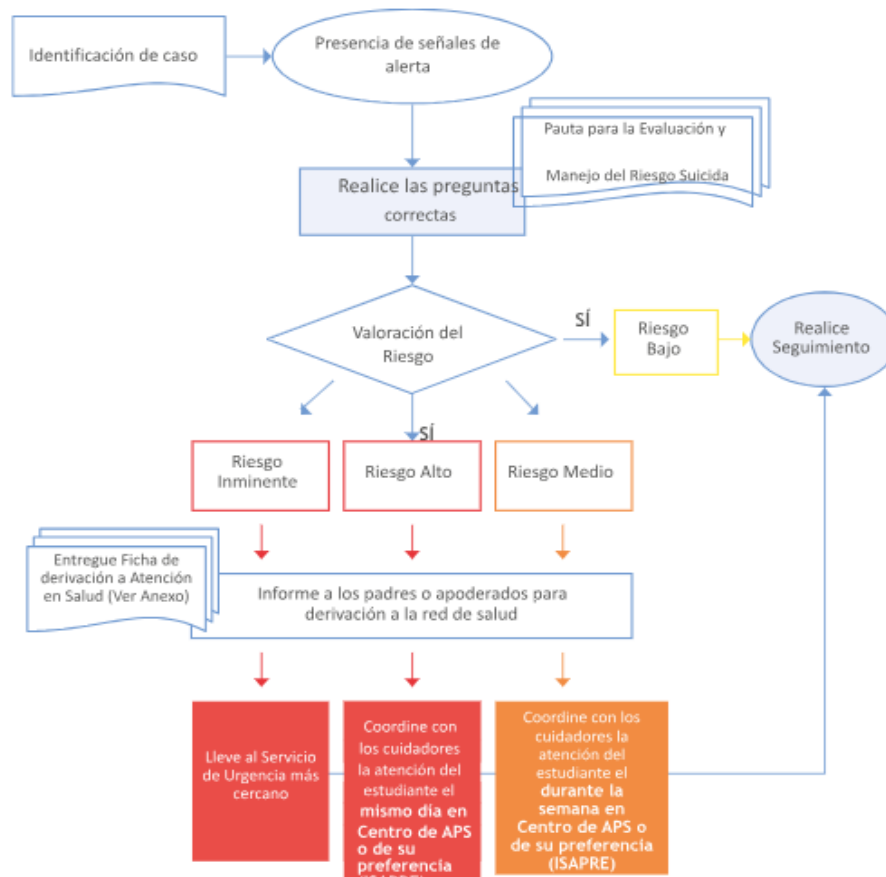 Identificación de caso
Presencia de señales de
alerta
Pauta para la Evaluación y
Manejo del Riesgo Suicida
Realice las preguntas
correctas
Valoración del
Riesgo
SÍ
Riesgo
Bajo
Realice
Seguimiento
SÍ
Riesgo
Inminente
Riesgo Alto
Riesgo Medio
Entregue Ficha de
derivación a Atención
en Salud (Ver Anexo)
Informe a los padres o apoderados para
derivación a la red de salud
Lleve al Servicio
de Urgencia más
cercano
Coordine con
los cuidadores
la atención del
estudiante el
mismo día en
Centro de APS
o de su
preferencia
Coordine con los
cuidadores la
atención del
estudiante el
durante la
semana en
Centro de APS o
de su preferencia
(ISAPRE)